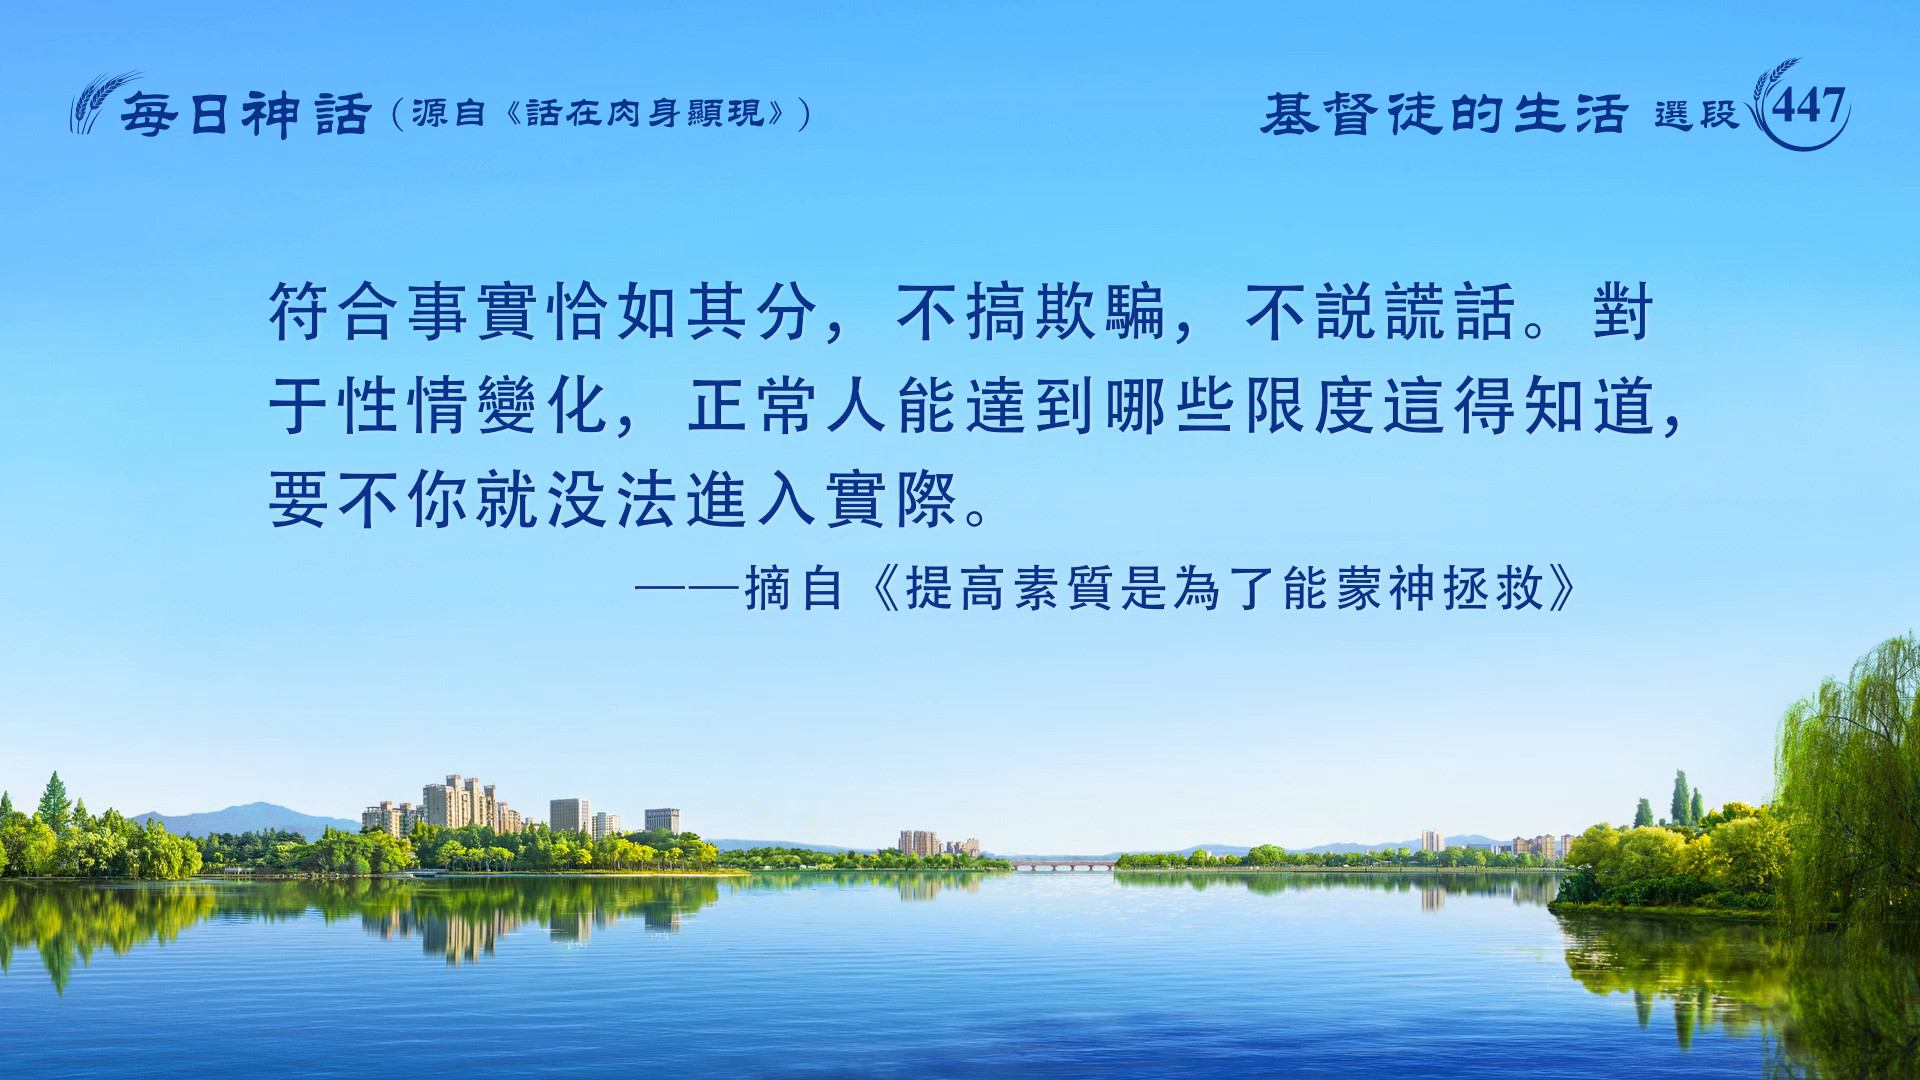 每日神話(源自《話在肉身顯現》)
基督徒的生活 選段 447
符合事實恰如其分，不搞欺騙，不説謊話。對
于性情變化，正常人能達到哪些限度這得知道，
要不你就没法進入實際。
——摘自《提高素質是為了能蒙神拯救》